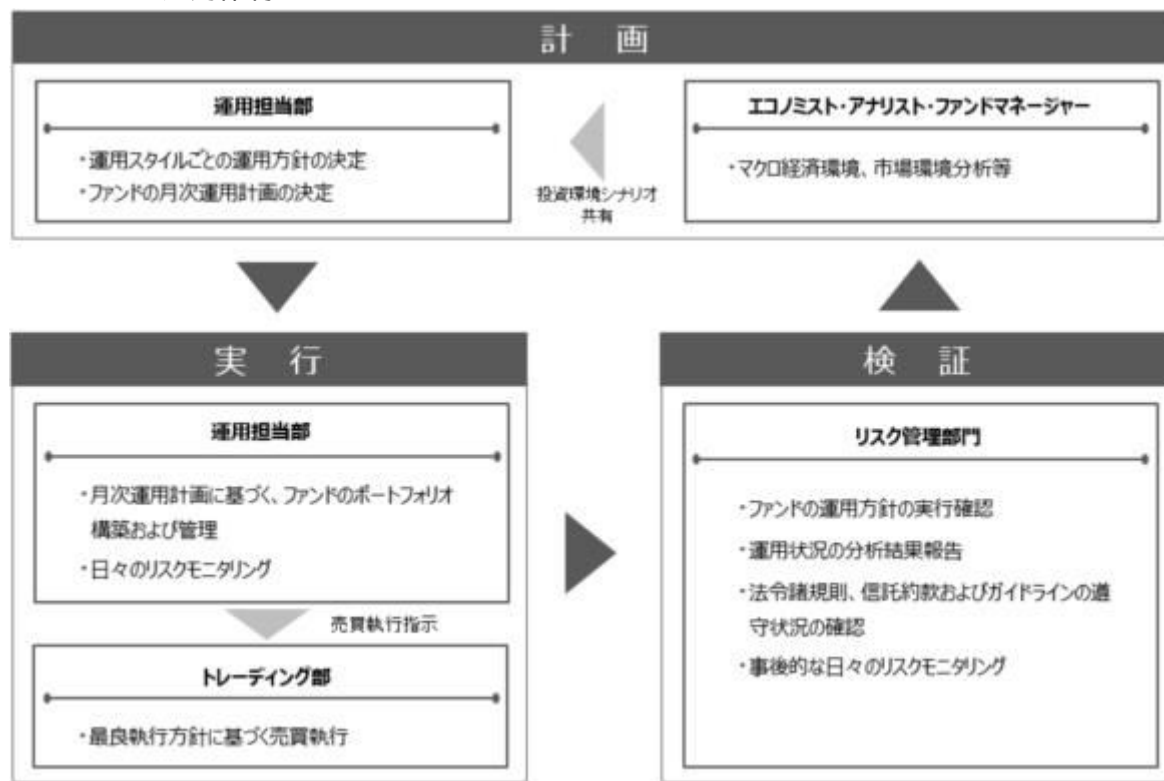 計 画
運用担当部
・運用スタイルごとの運用方針の決定
・ファンドの月次運用計画の決定
投資環境シナリオ
共有
エコノミスト・アナリスト・ファンドマネージャー
・マクロ経済環境、市場環境分析等
実 行
運用担当部
・月次運用計画に基づく、ファンドのポートフォリオ
構築および管理
・日々のリスクモニタリング
売買執行指示
トレーディング部
・最良執行方針に基づく売買執行
検 証
リスク管理部門
・ファンドの運用方針の実行確認
・運用状況の分析結果報告
・法令諸規則、信託約款およびガイドラインの遵
守状況の確認
・事後的な日々のリスクモニタリング